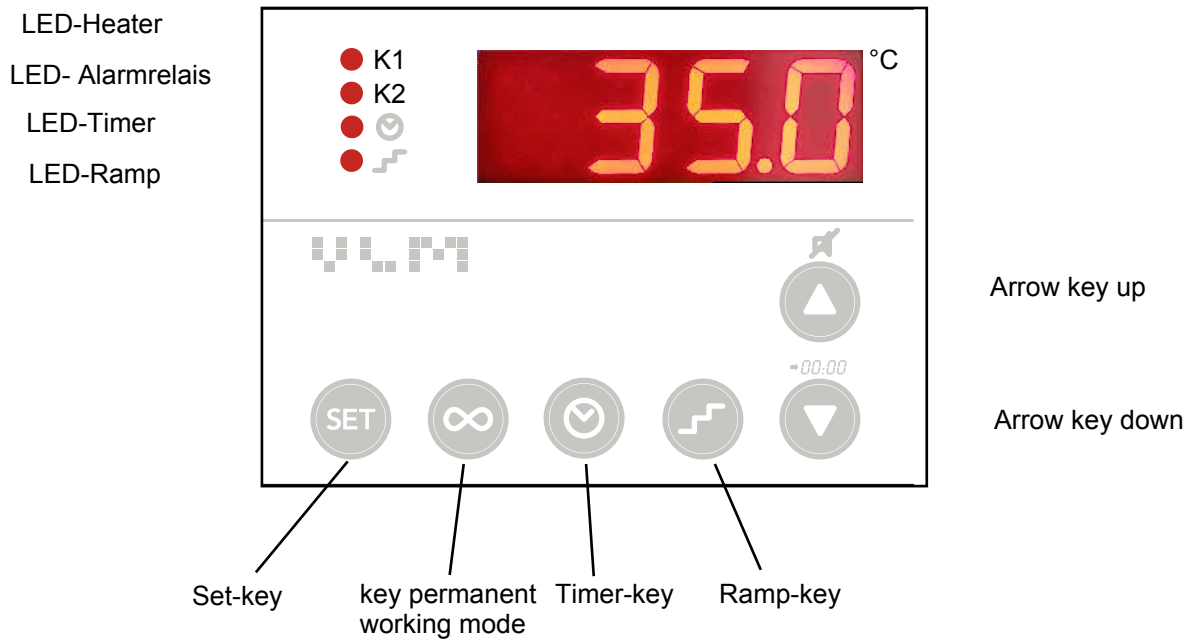 LED-Heater
LED- Alarmrelais
LED-Timer
LED-Ramp
K1
K2
35.0
°C
VLM
➡00:00
SET
Arrow key up
Arrow key down
Set-key
key permanent
working mode
Timer-key
Ramp-key